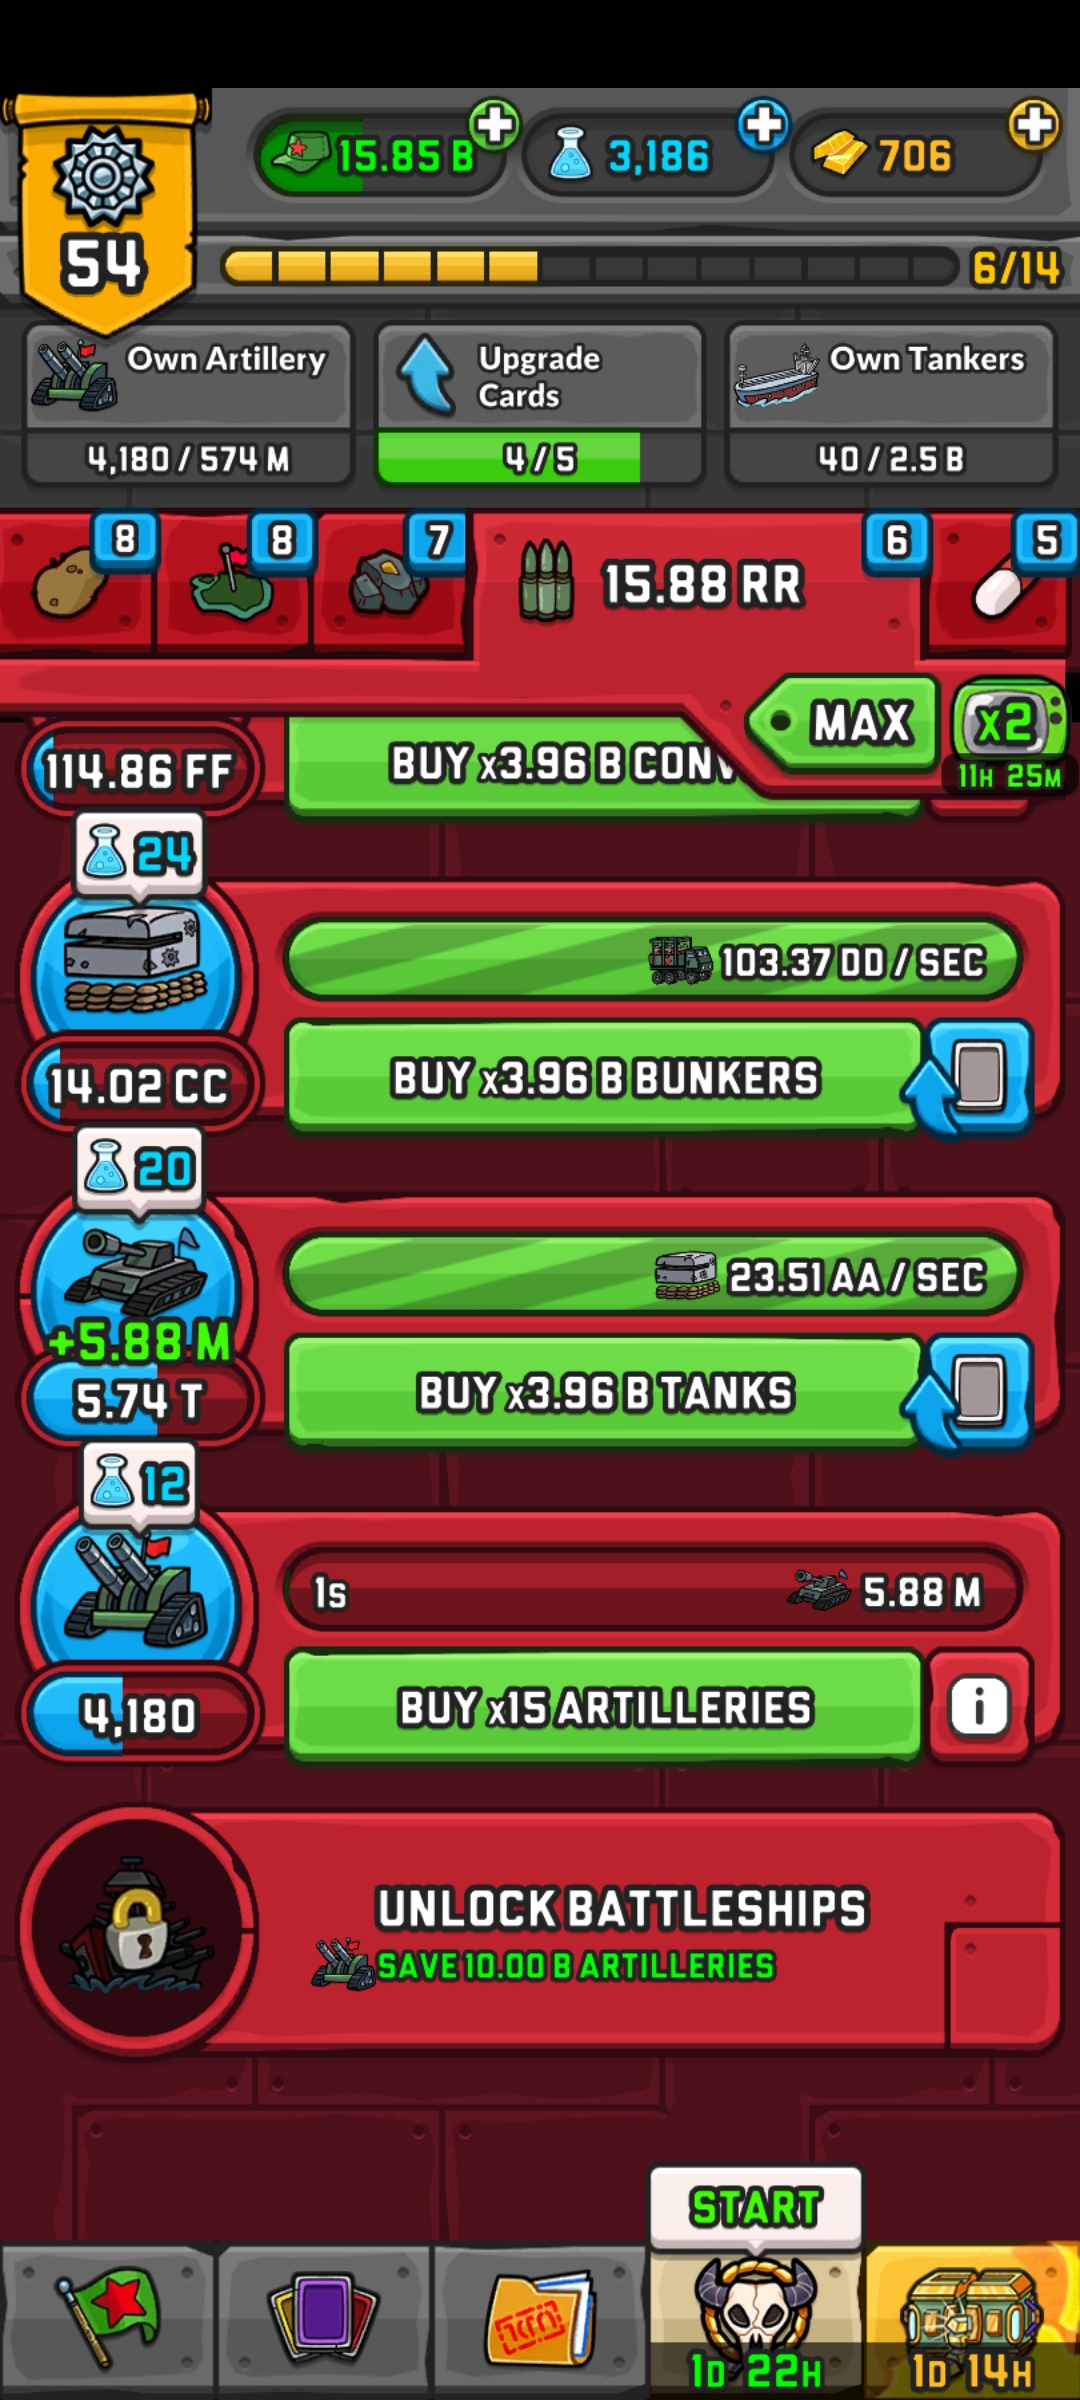 15.85 B
3,186
706
54
6/14
Own Artillery
4,180 / 574 M
Upgrade
Cards
4 / 5
Own Tankers
40 / 2.5 B
8
8
7
15.88 RR
6
5
MAX
x2
11H 25M
114.86 FF
BUY x3.96 B CONV
24
103.37 DD / SEC
14.02 CC
BUY x3.96 B BUNKERS
20
23.51 AA / SEC
+5.88 M
5.74 T
BUY x3.96 B TANKS
12
1s
5.88 M
4,180
BUY x15 ARTILLERIES
i
UNLOCK BATTLESHIPS
SAVE 10.00 B ARTILLERIES
START
1D 22H
1D 14H